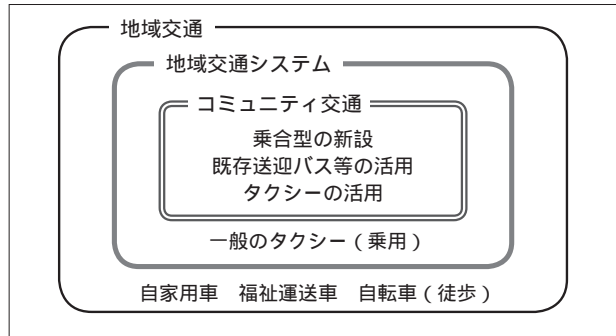 地域交通
地域交通システム
コミュニティ交通
乗合型の新設
既存送迎バス等の活用
タクシーの活用
一般のタクシー(乗用)
自家用車 福祉運送車 自転車(徒歩)